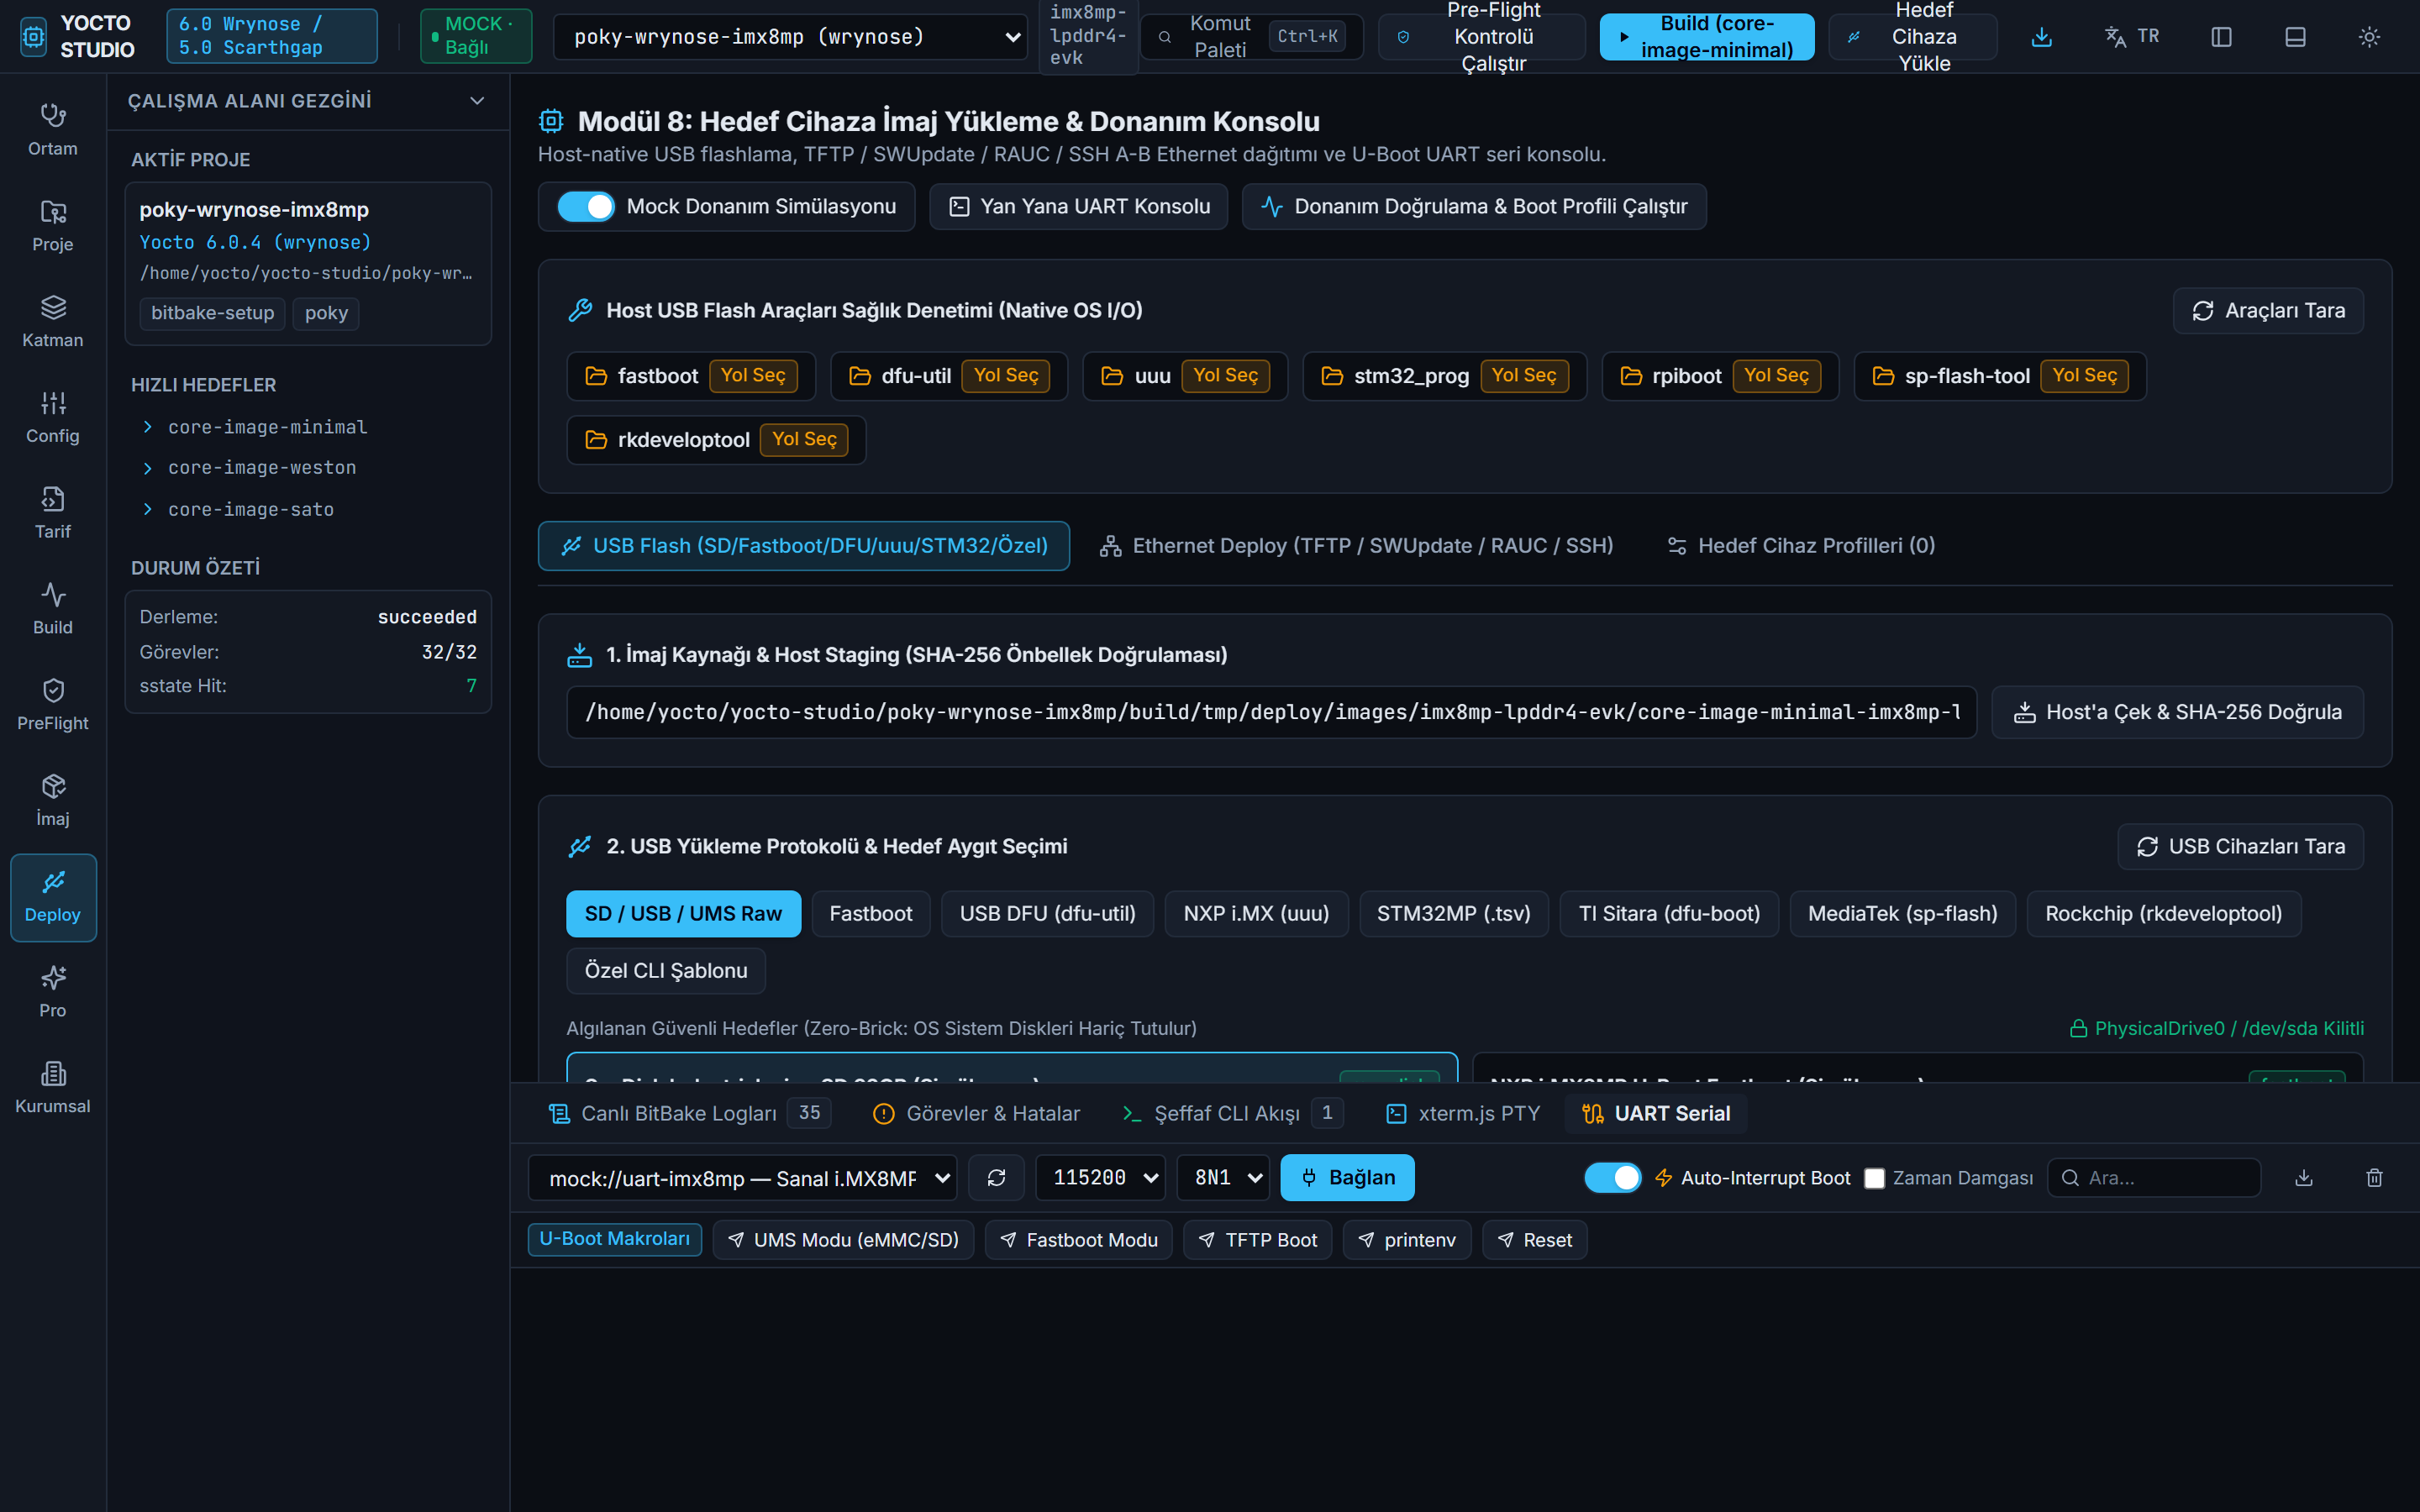 YOCTO STUDIO
6.0 Wrynose / 5.0 Scarthgap
MOCK · Bağlı
poky-wrynose-imx8mp (wrynose)
imx8mp-lpddr4-evk
Komut Paleti Ctrl+K
Pre-Flight Kontrolü Çalıştır
Build (core-image-minimal)
Hedef Cihaza Yükle
TR
Ortam
Proje
Katman
Config
Tarif
Build
PreFlight
İmaj
Deploy
Pro
Kurumsal
ÇALIŞMA ALANI GEZGİNİ
AKTİF PROJE
poky-wrynose-imx8mp
Yocto 6.0.4 (wrynose)
/home/yocto/yocto-studio/poky-wr…
bitbake-setup poky
HIZLI HEDEFLER
core-image-minimal
core-image-weston
core-image-sato
DURUM ÖZETİ
Derleme: succeeded
Görevler: 32/32
sstate Hit: 7
Modül 8: Hedef Cihaza İmaj Yükleme & Donanım Konsolu
Host-native USB flashlama, TFTP / SWUpdate / RAUC / SSH A-B Ethernet dağıtımı ve U-Boot UART seri konsolu.
Mock Donanım Simülasyonu Yan Yana UART Konsolu Donanım Doğrulama & Boot Profili Çalıştır
Host USB Flash Araçları Sağlık Denetimi (Native OS I/O) Araçları Tara
fastboot Yol Seç dfu-util Yol Seç uuu Yol Seç stm32_prog Yol Seç rpiboot Yol Seç sp-flash-tool Yol Seç
rkdeveloptool Yol Seç
USB Flash (SD/Fastboot/DFU/uuu/STM32/Özel) Ethernet Deploy (TFTP / SWUpdate / RAUC / SSH) Hedef Cihaz Profilleri (0)
1. İmaj Kaynağı & Host Staging (SHA-256 Önbellek Doğrulaması)
/home/yocto/yocto-studio/poky-wrynose-imx8mp/build/tmp/deploy/images/imx8mp-lpddr4-evk/core-image-minimal-imx8mp-l Host'a Çek & SHA-256 Doğrula
2. USB Yükleme Protokolü & Hedef Aygıt Seçimi USB Cihazları Tara
SD / USB / UMS Raw Fastboot USB DFU (dfu-util) NXP i.MX (uuu) STM32MP (.tsv) TI Sitara (dfu-boot) MediaTek (sp-flash) Rockchip (rkdeveloptool)
Özel CLI Şablonu
Algılanan Güvenli Hedefler (Zero-Brick: OS Sistem Diskleri Hariç Tutulur) PhysicalDrive0 / /dev/sda Kilitli
Canlı BitBake Logları 35 Görevler & Hatalar Şeffaf CLI Akışı 1 xterm.js PTY UART Serial
mock://uart-imx8mp — Sanal i.MX8MP 115200 8N1 Bağlan Auto-Interrupt Boot Zaman Damgası Ara...
U-Boot Makroları UMS Modu (eMMC/SD) Fastboot Modu TFTP Boot printenv Reset